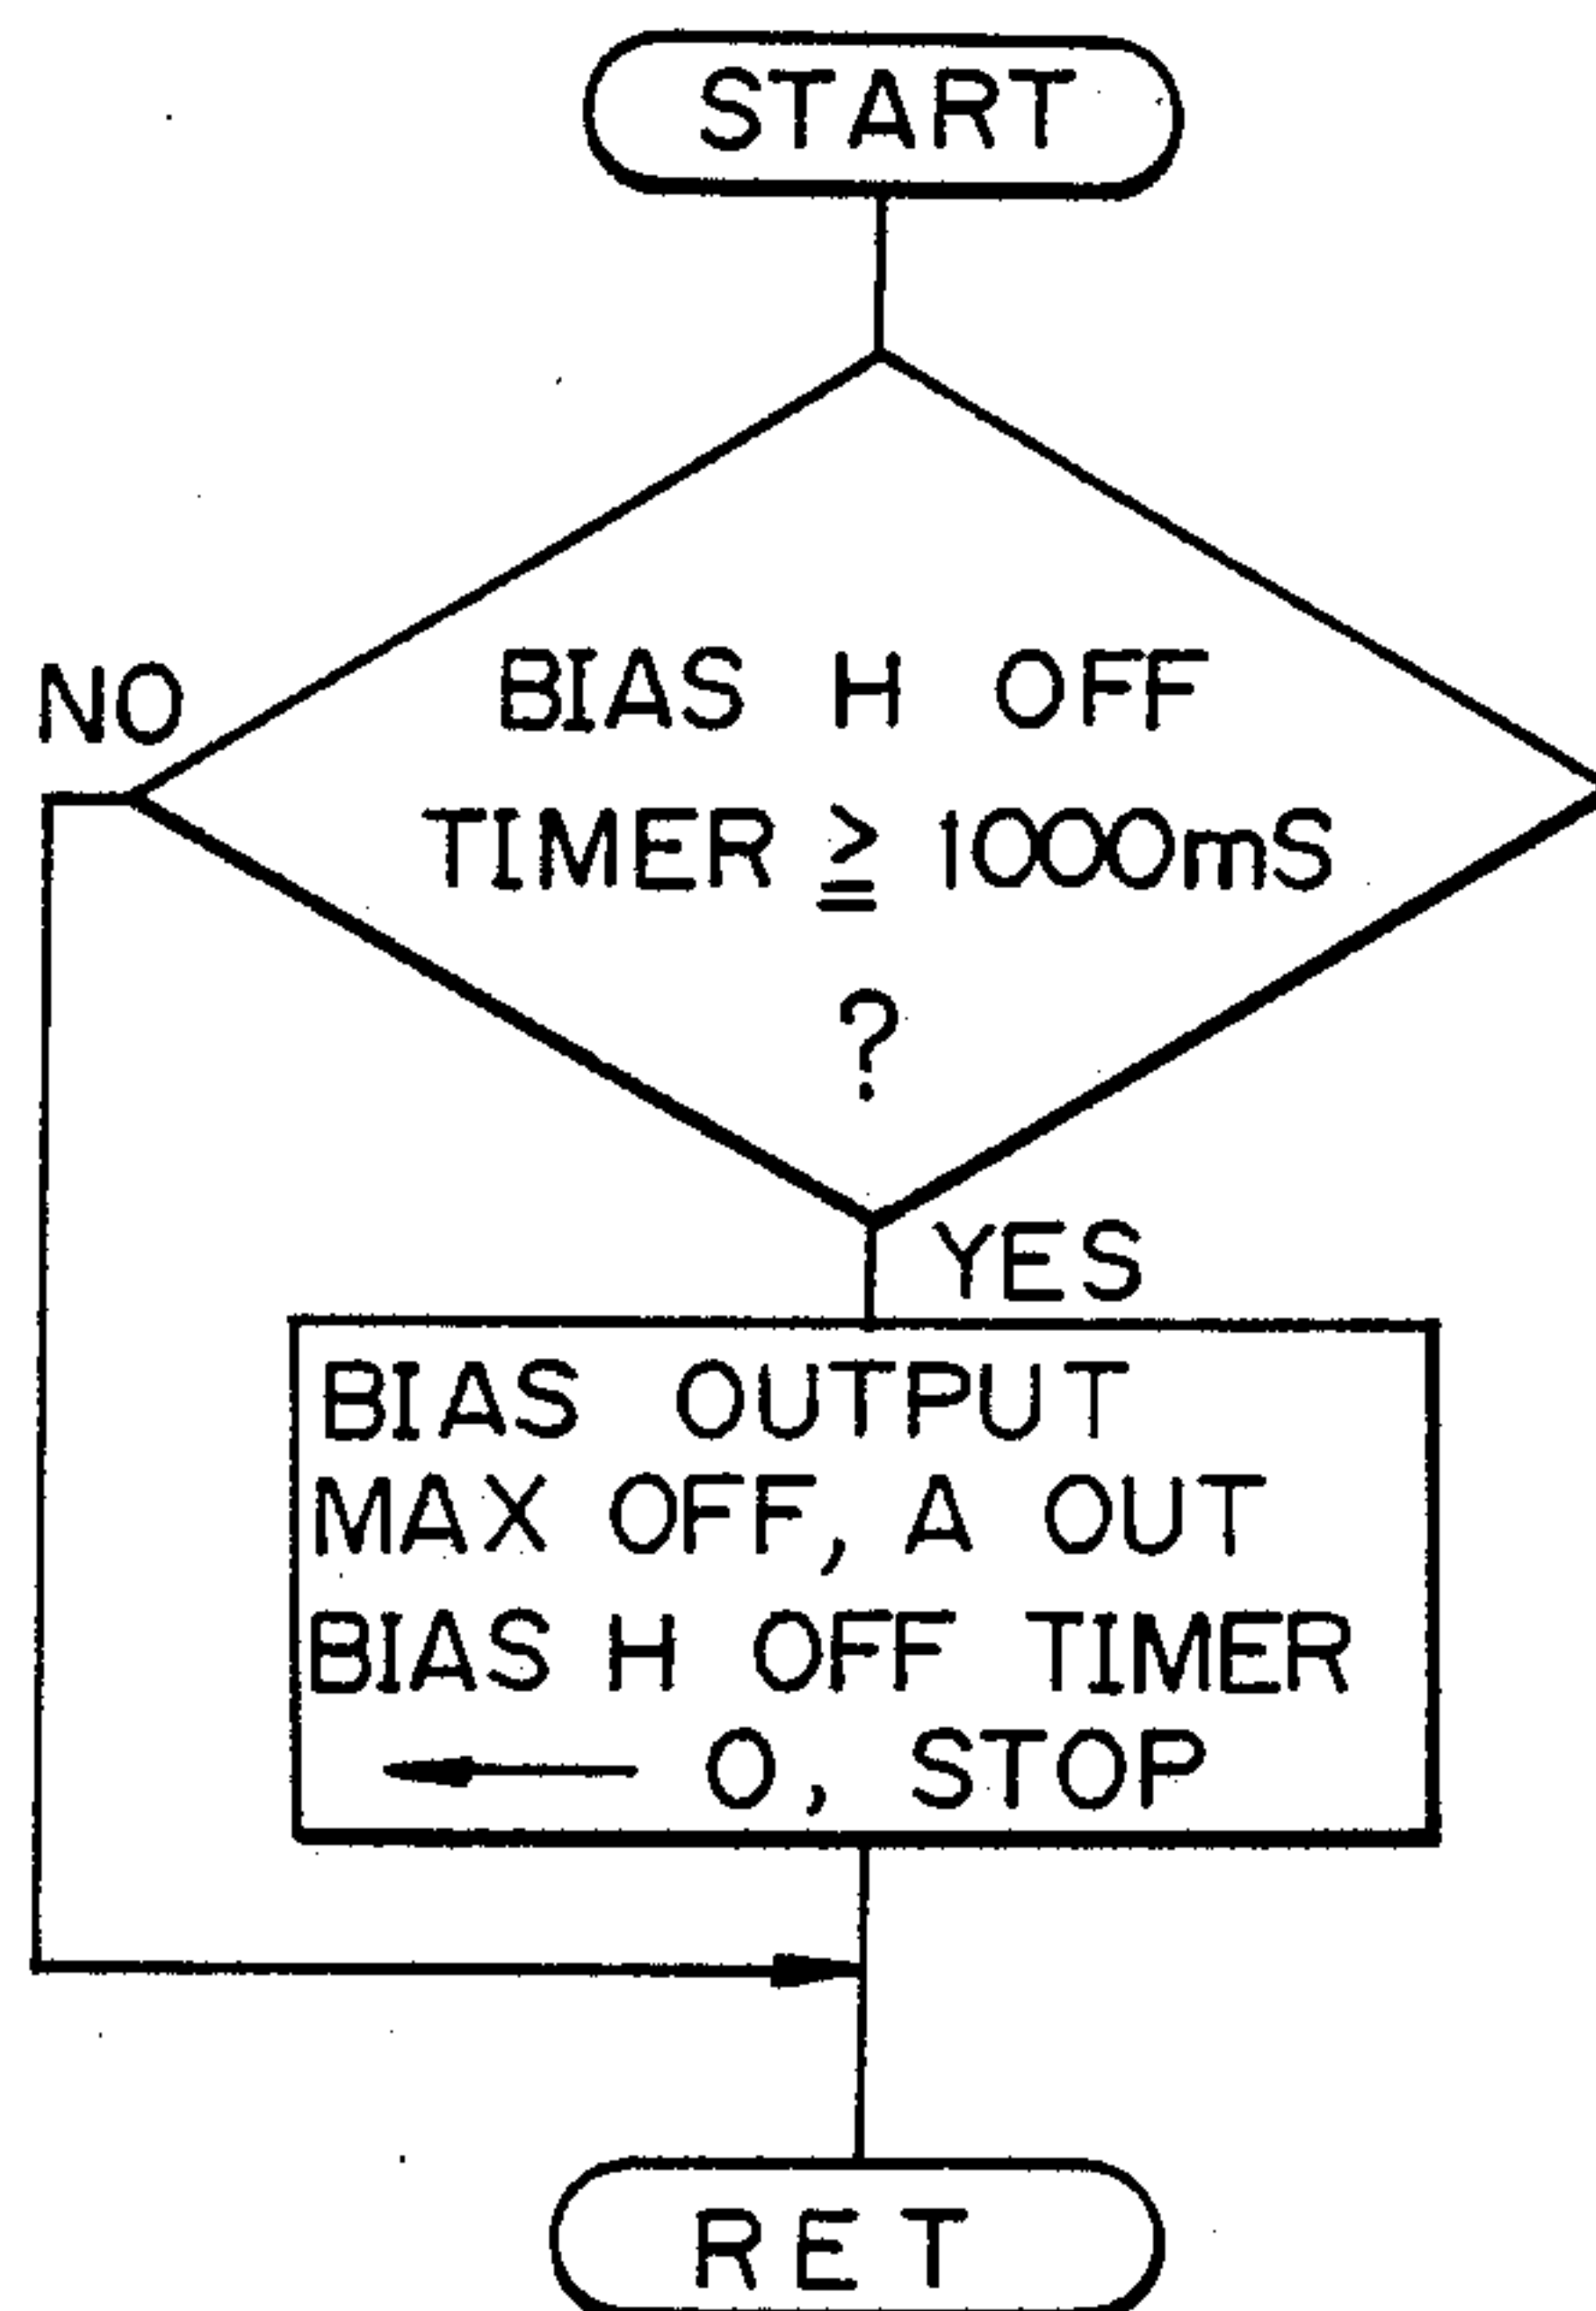 START
NO
BIAS H OFF
TIMER ≧ 1000mS
?
YES
BIAS OUTPUT
MAX OFF, A OUT
BIAS H OFF TIMER
← 0, STOP
RET